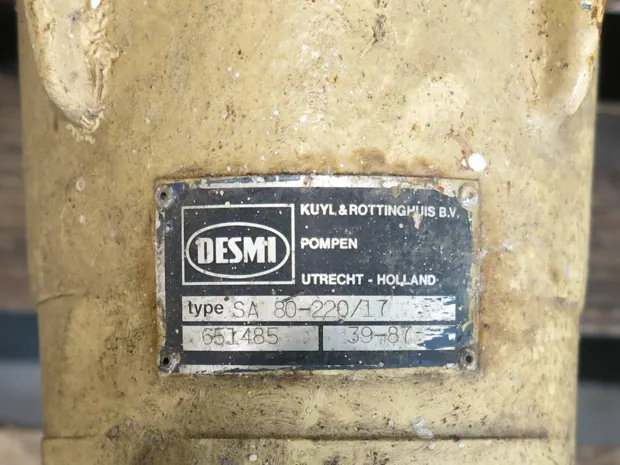 DESMI
KUYL & ROTTINGHUIS B.V.
POMPEN
UTRECHT - HOLLAND
type SA 80-220/17
651485 39-87